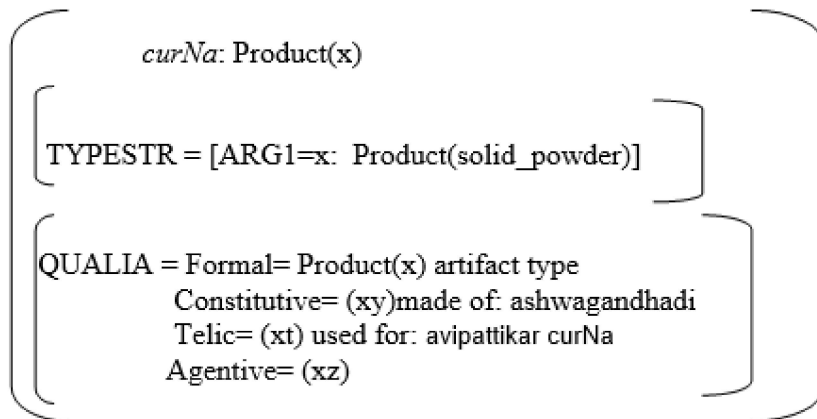 curNa: Product(x)
TYPESTR = [ARG1=x: Product(solid_powder)]
QUALIA = Formal= Product(x) artifact type
Constitutive= (xy)made of: ashwagandhadi
Telic= (xt) used for: avipattikar curNa
Agentive= (xz)